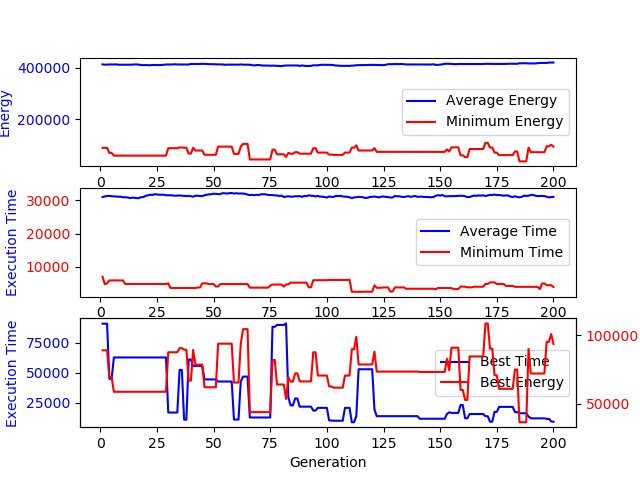 Energy
400000
200000
Average Energy
Minimum Energy
0 25 50 75 100 125 150 175 200
Execution Time
30000
20000
10000
Average Time
Minimum Time
0 25 50 75 100 125 150 175 200
Execution Time
75000
50000
25000
100000
50000
Best Time
Best Energy
0 25 50 75 100 125 150 175 200
Generation